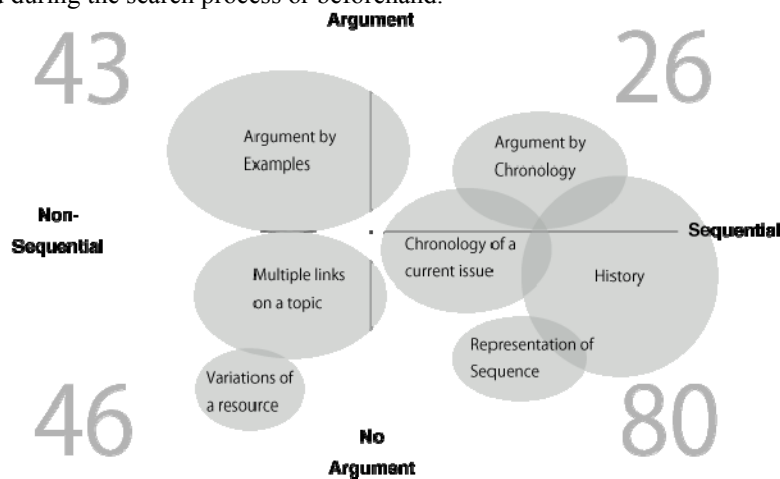 during the search process or beforehand.
Argument
43
26
Argument by
Examples
Argument by
Chronology
Non-
Sequential
Sequential
Chronology of a
current issue
Multiple links
on a topic
History
Representation of
Sequence
Variations of
a resource
46
80
No
Argument